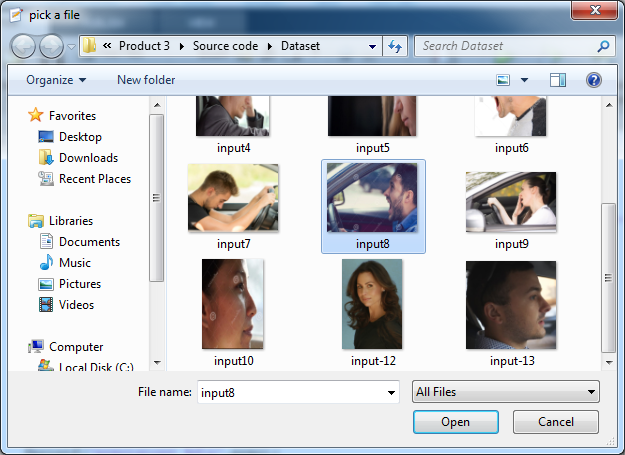 pick a file
« Product 3 ▸ Source code ▸ Dataset
Search Dataset
Organize
New folder
Favorites
Desktop
Downloads
Recent Places
Libraries
Documents
Music
Pictures
Videos
Computer
Local Disk (C:)
input4 input5 input6
input7 input8 input9
input10 input-12 input-13
File name: input8 All Files
Open Cancel